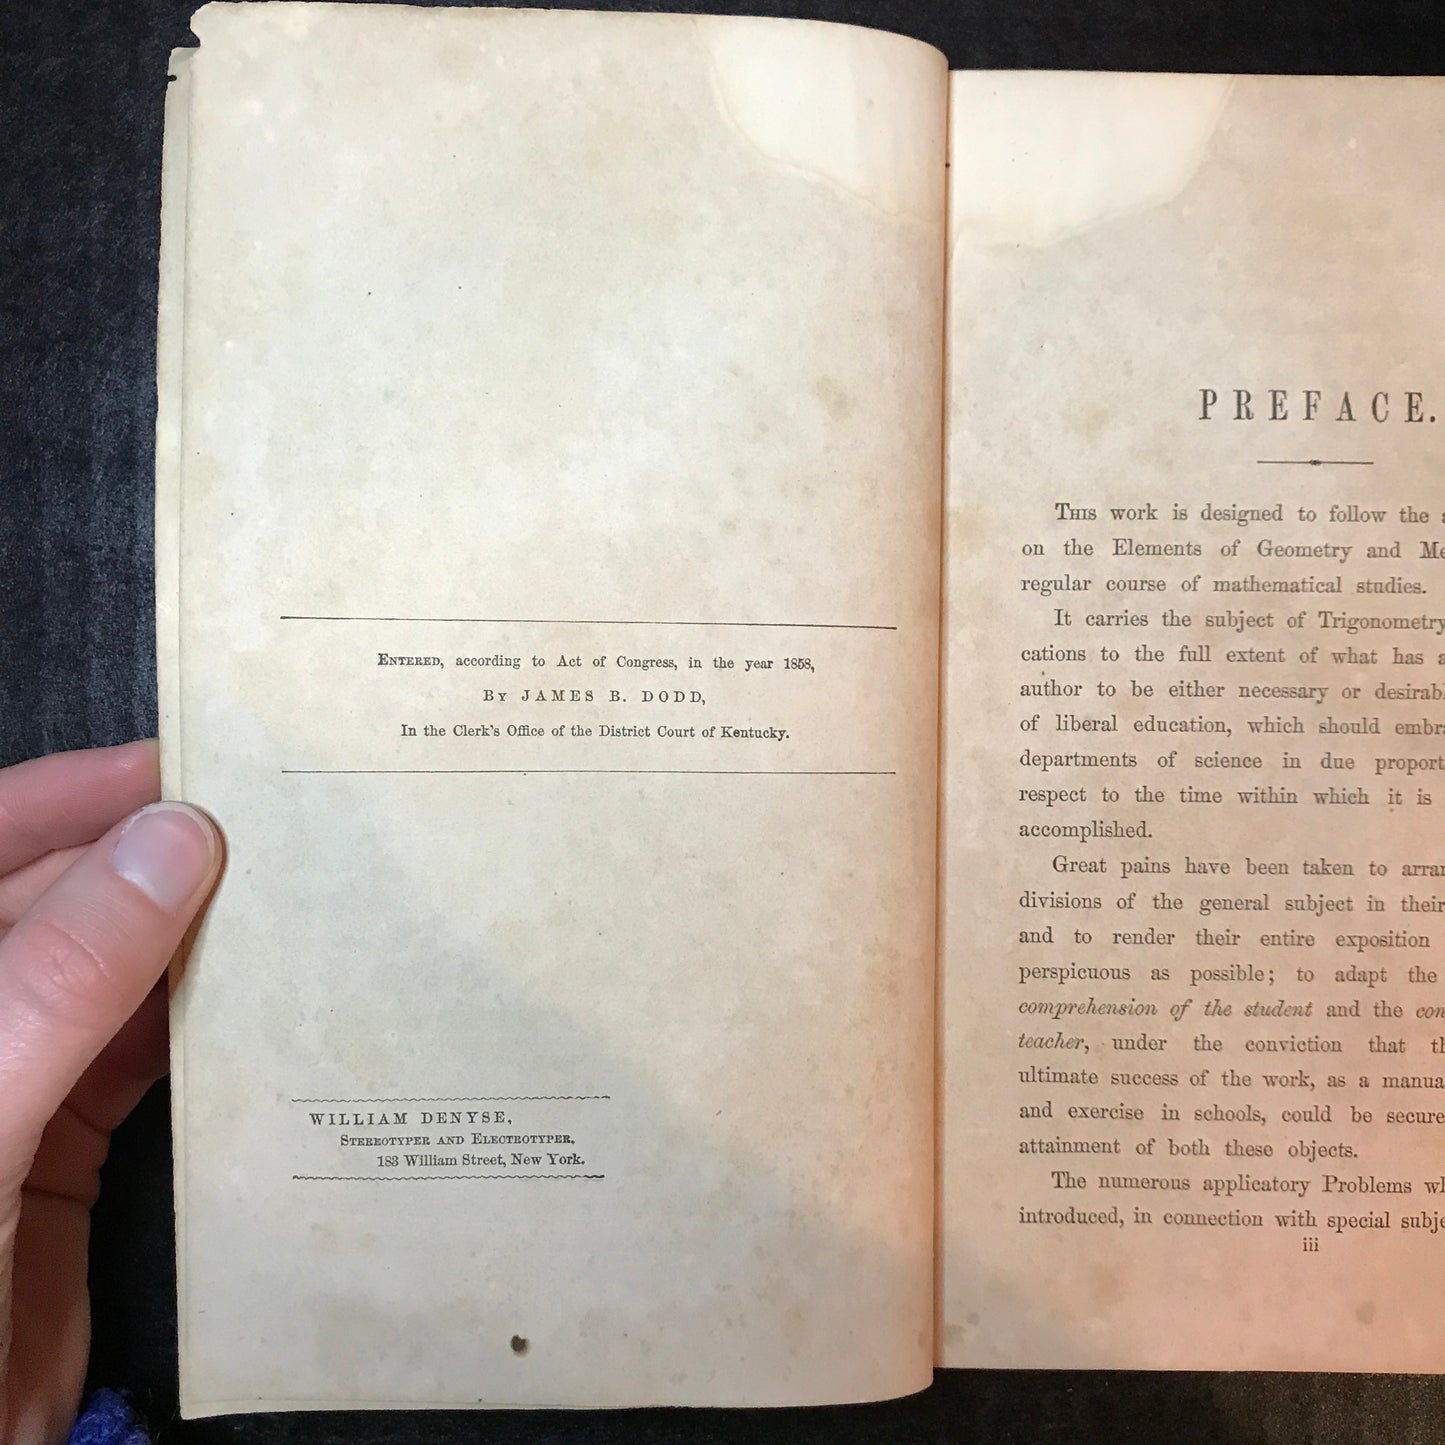 ENTERED, according to Act of Congress, in the year 1858,
BY JAMES B. DODD,
In the Clerk's Office of the District Court of Kentucky.
WILLIAM DENYSE,
STEREOTYPER AND ELECTROTYPER,
183 William Street, New York.
PREFACE.
THIS work is designed to follow the
on the Elements of Geometry and
regular course of mathematical studies.
It carries the subject of Trigonometry
cations to the full extent of what has
author to be either necessary or
of liberal education, which should
departments of science in due
respect to the time within which it is
accomplished.
Great pains have been taken to
divisions of the general subject in their
and to render their entire exposition
perspicuous as possible; to adapt the
comprehension of the student and the
teacher, under the conviction that
ultimate success of the work, as a
and exercise in schools, could be
attainment of both these objects.
The numerous applicatory Problems
introduced, in connection with special
iii